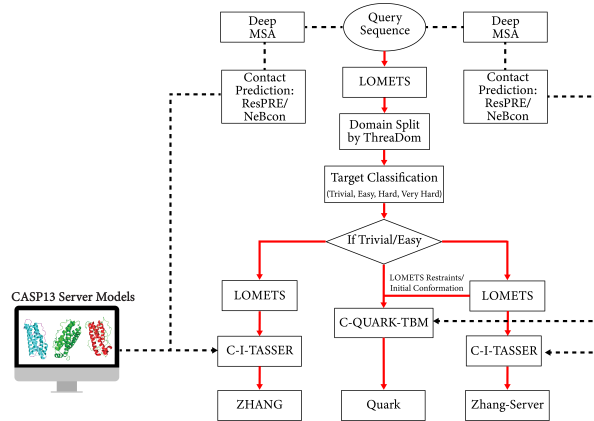 Deep
MSA
Query
Sequence
Deep
MSA
Contact
Prediction:
ResPRE/
NeBcon
LOMETS
Contact
Prediction:
ResPRE/
NeBcon
Domain Split
by ThreaDom
Target Classification
(Trivial, Easy, Hard, Very Hard)
If Trivial/Easy
LOMETS Restraints/
Initial Conformation
LOMETS
LOMETS
CASP13 Server Models
C-QUARK-TBM
C-I-TASSER
C-I-TASSER
ZHANG
Quark
Zhang-Server